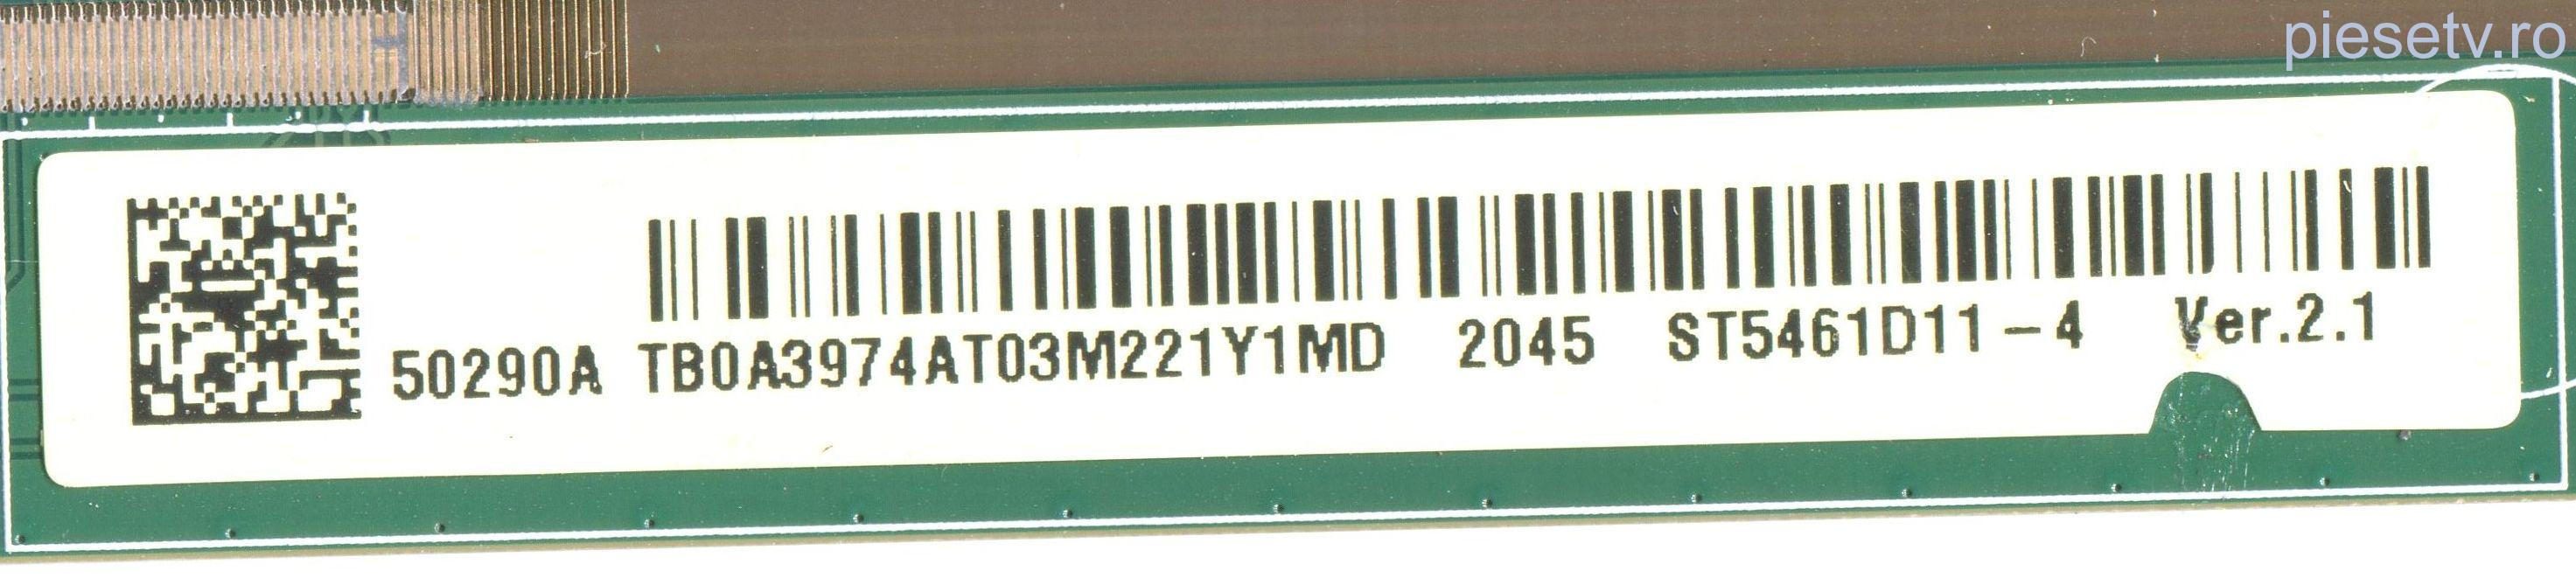 piesetv.ro
50290A TB0A3974AT03M221Y1MD 2045 ST5461D11-4 Ver.2.1